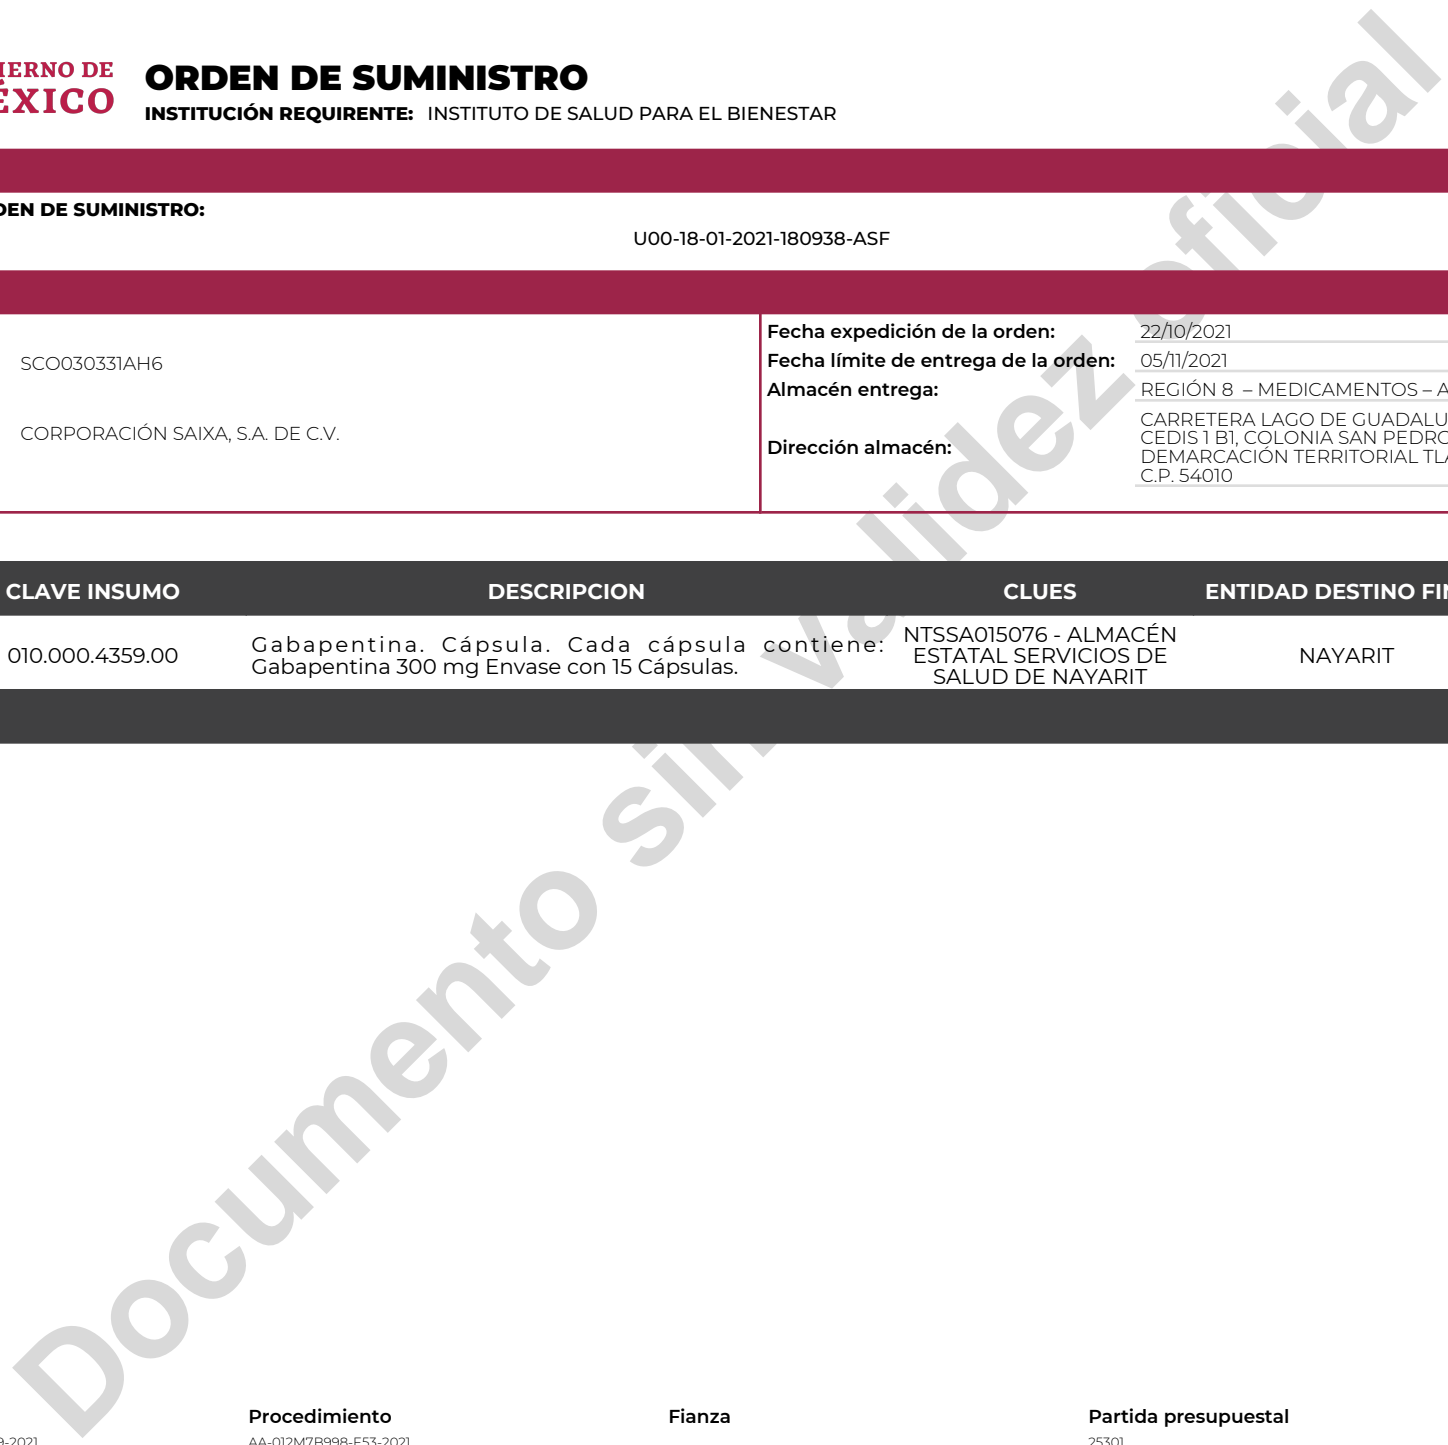 IERNO DE
ÉXICO
ORDEN DE SUMINISTRO
INSTITUCIÓN REQUIRENTE: INSTITUTO DE SALUD PARA EL BIENESTAR
DEN DE SUMINISTRO:
U00-18-01-2021-180938-ASF
SCO030331AH6
CORPORACIÓN SAIXA, S.A. DE C.V.
Fecha expedición de la orden: 22/10/2021
Fecha límite de entrega de la orden: 05/11/2021
Almacén entrega: REGIÓN 8 – MEDICAMENTOS – A
Dirección almacén:
CARRETERA LAGO DE GUADALU
CEDIS 1 B1, COLONIA SAN PEDRO
DEMARCACIÓN TERRITORIAL TLA
C.P. 54010
CLAVE INSUMO DESCRIPCION CLUES ENTIDAD DESTINO FIN
010.000.4359.00
Gabapentina. Cápsula. Cada cápsula contiene:
Gabapentina 300 mg Envase con 15 Cápsulas.
NTSSA015076 - ALMACÉN
ESTATAL SERVICIOS DE
SALUD DE NAYARIT
NAYARIT
Documento sin validez oficial
Procedimiento Fianza Partida presupuestal
9-2021 AA-012M7B998-E53-2021 25301